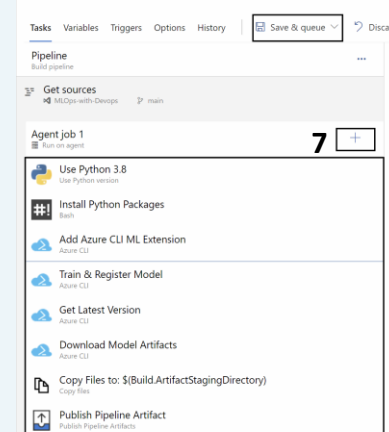 Tasks Variables Triggers Options History Save & queue
Pipeline ...
Build pipeline
Get sources
MLOps-with-Devops main
Agent job 1 7 +
Run on agent
Use Python 3.8
Use Python version
#! Install Python Packages
Bash
Add Azure CLI ML Extension
Azure CLI
Train & Register Model
Azure CLI
Get Latest Version
Azure CLI
Download Model Artifacts
Azure CLI
Copy Files to: $(Build.ArtifactStagingDirectory)
Copy files
Publish Pipeline Artifact
Publish Pipeline Artifacts